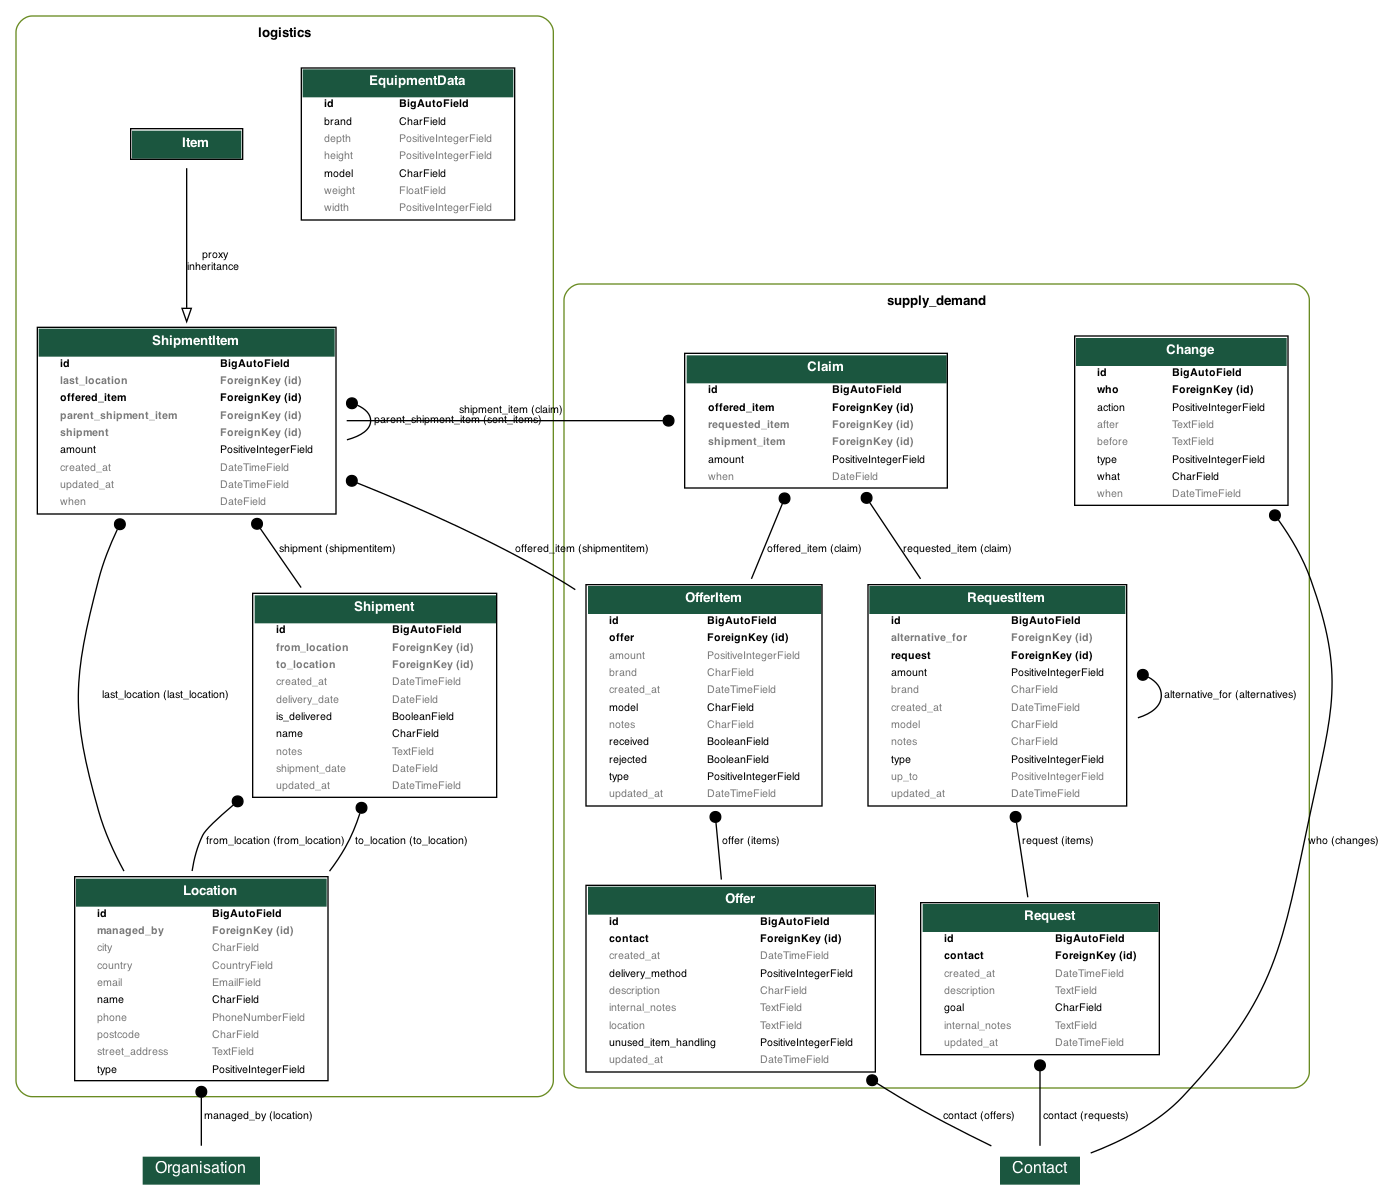 logistics
EquipmentData
id BigAutoField
brand CharField
depth PositiveIntegerField
height PositiveIntegerField
model CharField
weight FloatField
width PositiveIntegerField
Item
proxy
inheritance
ShipmentItem
id BigAutoField
last_location ForeignKey (id)
offered_item ForeignKey (id)
parent_shipment_item ForeignKey (id)
shipment ForeignKey (id)
amount PositiveIntegerField
created_at DateTimeField
updated_at DateTimeField
when DateField
shipment_item (claim)
parent_shipment_item (sent_items)
supply_demand
Claim
id BigAutoField
offered_item ForeignKey (id)
requested_item ForeignKey (id)
shipment_item ForeignKey (id)
amount PositiveIntegerField
when DateField
Change
id BigAutoField
who ForeignKey (id)
action PositiveIntegerField
after TextField
before TextField
type PositiveIntegerField
what CharField
when DateTimeField
shipment (shipmentitem)
offered_item (shipmentitem)
offered_item (claim)
requested_item (claim)
Shipment
id BigAutoField
from_location ForeignKey (id)
to_location ForeignKey (id)
created_at DateTimeField
delivery_date DateField
is_delivered BooleanField
name CharField
notes TextField
shipment_date DateField
updated_at DateTimeField
OfferItem
id BigAutoField
offer ForeignKey (id)
amount PositiveIntegerField
brand CharField
created_at DateTimeField
model CharField
notes CharField
received BooleanField
rejected BooleanField
type PositiveIntegerField
updated_at DateTimeField
RequestItem
id BigAutoField
alternative_for ForeignKey (id)
request ForeignKey (id)
amount PositiveIntegerField
brand CharField
created_at DateTimeField
model CharField
notes CharField
type PositiveIntegerField
up_to PositiveIntegerField
updated_at DateTimeField
last_location (last_location)
alternative_for (alternatives)
from_location (from_location)
to_location (to_location)
offer (items)
request (items)
who (changes)
Location
id BigAutoField
managed_by ForeignKey (id)
city CharField
country CountryField
email EmailField
name CharField
phone PhoneNumberField
postcode CharField
street_address TextField
type PositiveIntegerField
Offer
id BigAutoField
contact ForeignKey (id)
created_at DateTimeField
delivery_method PositiveIntegerField
description CharField
internal_notes TextField
location TextField
unused_item_handling PositiveIntegerField
updated_at DateTimeField
Request
id BigAutoField
contact ForeignKey (id)
created_at DateTimeField
description TextField
goal CharField
internal_notes TextField
updated_at DateTimeField
managed_by (location)
contact (offers)
contact (requests)
Organisation
Contact